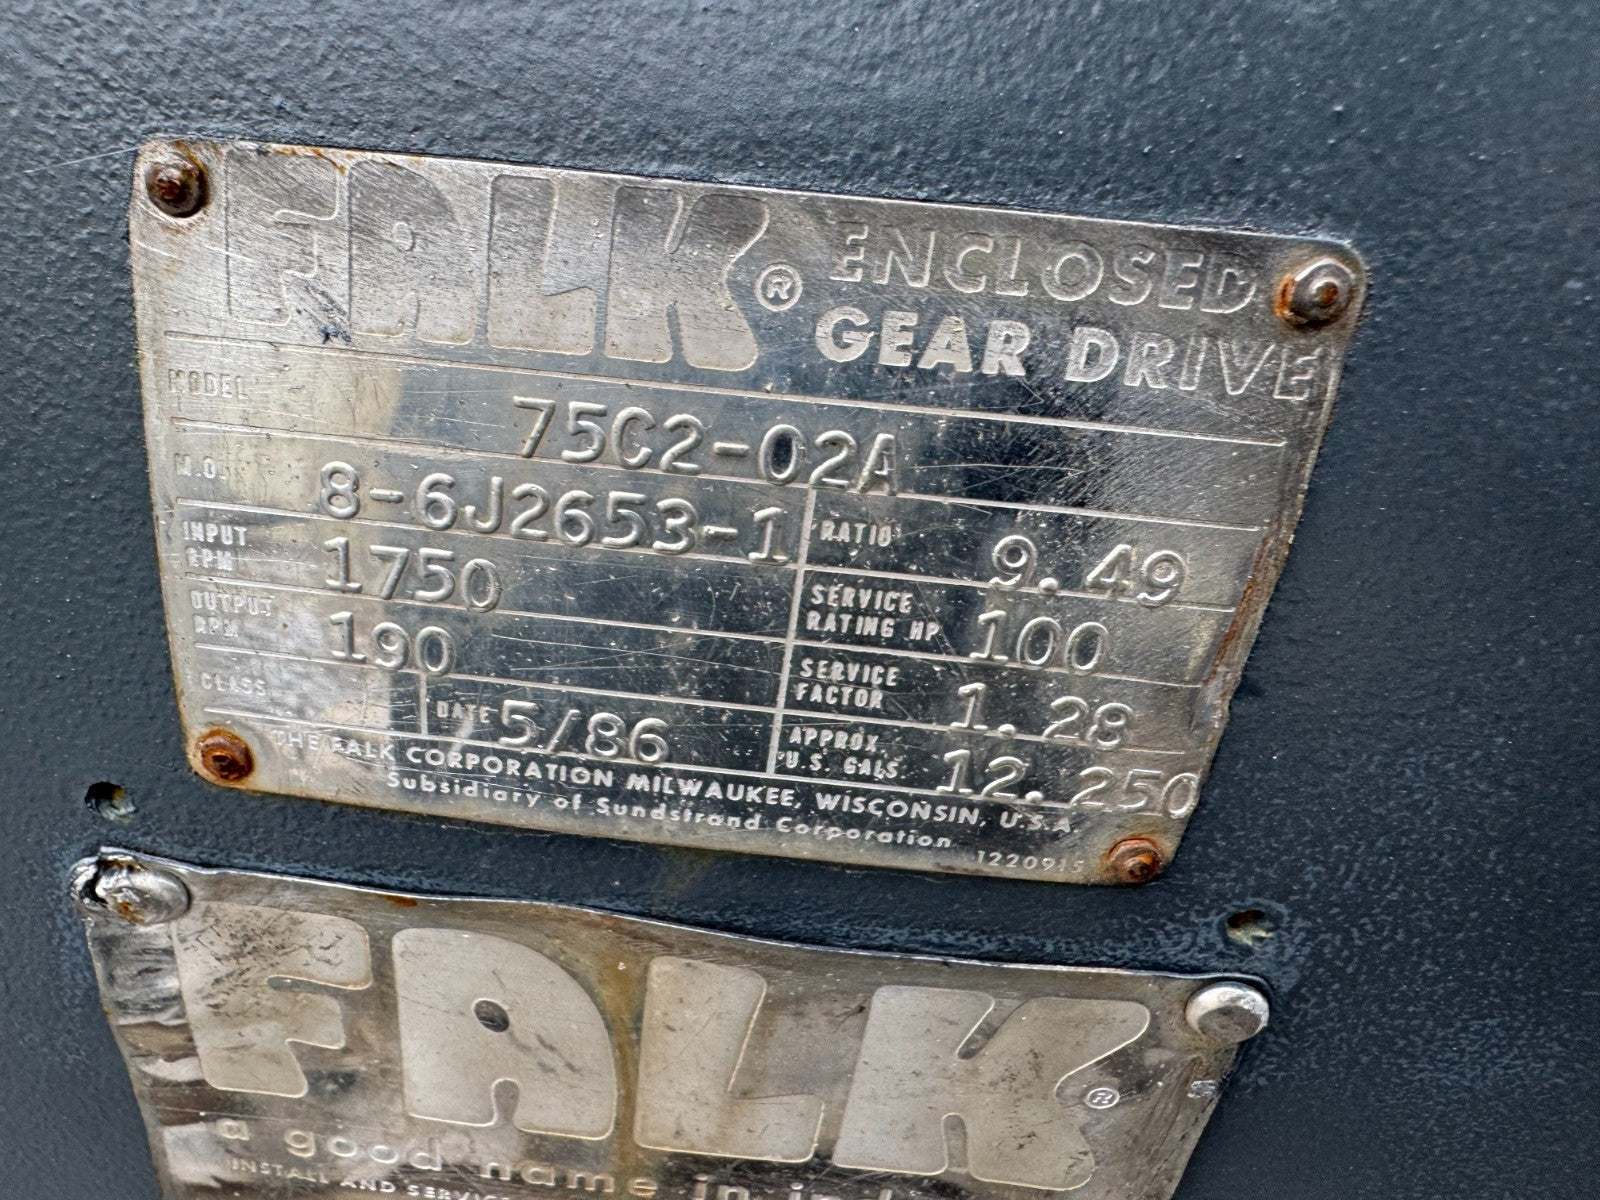 FALK® ENCLOSED
GEAR DRIVE
MODEL 75C2-02A
M.O. 8-6J2653-1
RATIO 9.49
INPUT RPM 1750
SERVICE RATING HP 100
OUTPUT RPM 190
SERVICE FACTOR 1.28
CLASS
DATE 5/86
APPROX. U.S. GALS. 12.250
THE FALK CORPORATION MILWAUKEE, WISCONSIN, U.S.A.
Subsidiary of Sundstrand Corporation
1220915
FALK®
a good name in
INSTALL AND